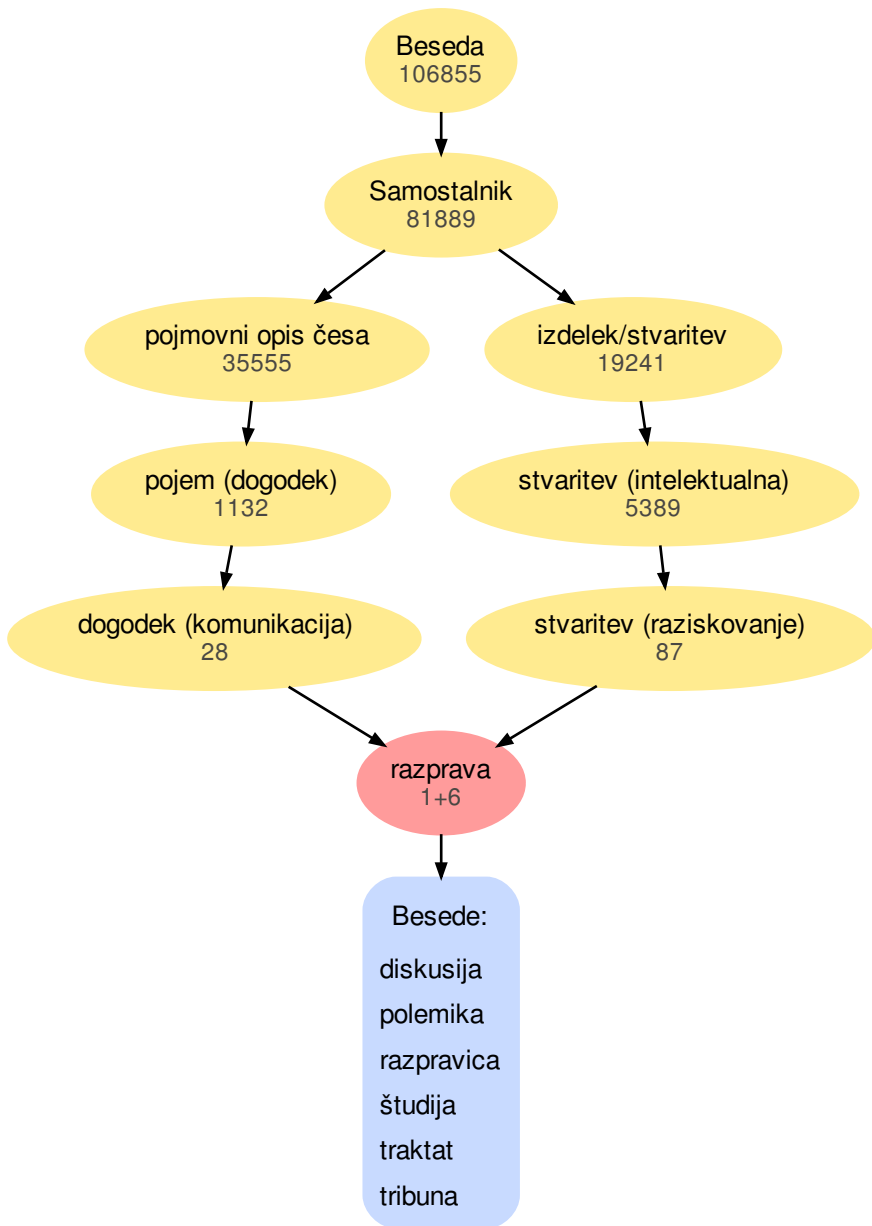 Beseda
106855
Samostalnik
81889
pojmovni opis česa
35555
izdelek/stvaritev
19241
pojem (dogodek)
1132
stvaritev (intelektualna)
5389
dogodek (komunikacija)
28
stvaritev (raziskovanje)
87
razprava
1+6
Besede:
diskusija
polemika
razpravica
študija
traktat
tribuna